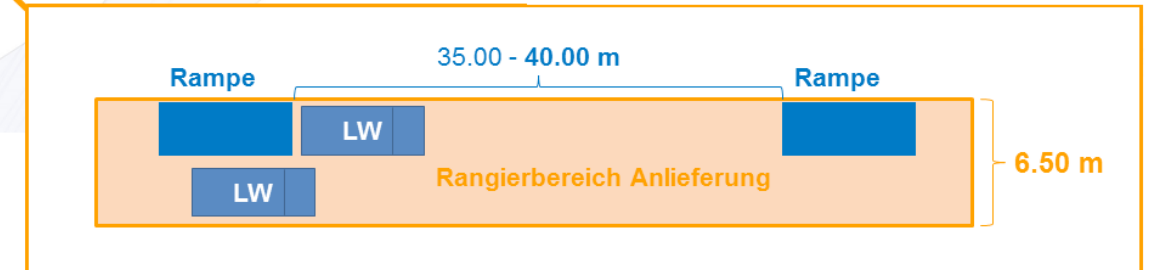 35.00 - 40.00 m
Rampe
Rampe
LW
Rangierbereich Anlieferung
6.50 m
LW